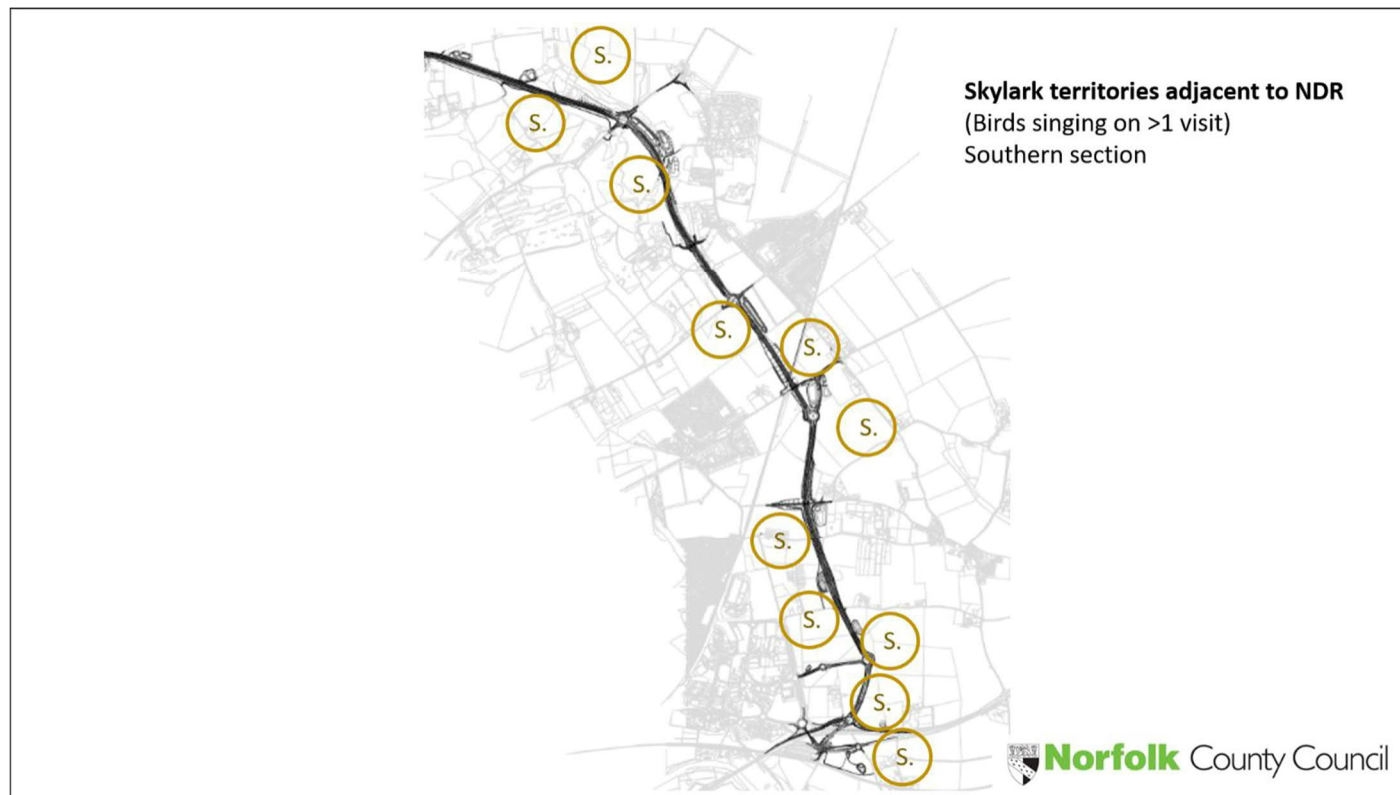 Skylark territories adjacent to NDR
(Birds singing on >1 visit)
Southern section
S.
S.
S.
S.
S.
S.
S.
S.
S.
S.
S.
Norfolk County Council